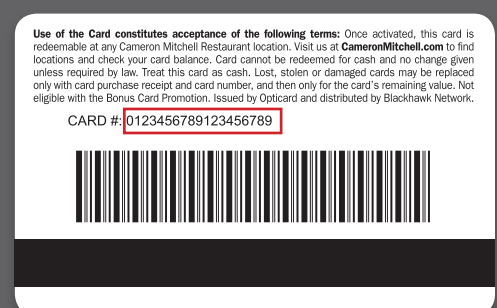 Use of the Card constitutes acceptance of the following terms: Once activated, this card is
redeemable at any Cameron Mitchell Restaurant location. Visit us at CameronMitchell.com to find
locations and check your card balance. Card cannot be redeemed for cash and no change given
unless required by law. Treat this card as cash. Lost, stolen or damaged cards may be replaced
only with card purchase receipt and card number, and then only for the card's remaining value. Not
eligible with the Bonus Card Promotion. Issued by Opticard and distributed by Blackhawk Network.
CARD #: 0123456789123456789